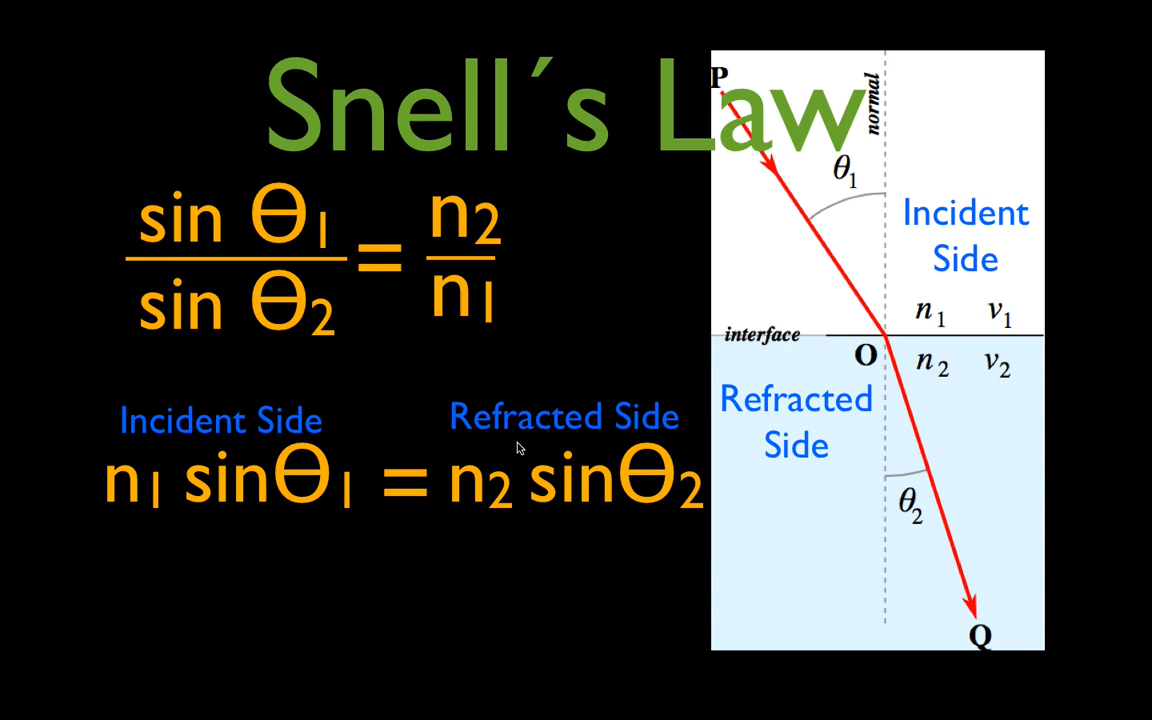 Snell´s Law
sin Θ1
sin Θ2
=
n2
n1
Incident Side
Refracted Side
n1 sinΘ1 = n2 sinΘ2
P
normal
θ1
Incident
Side
n1 v1
interface
O
n2 v2
Refracted
Side
θ2
Q